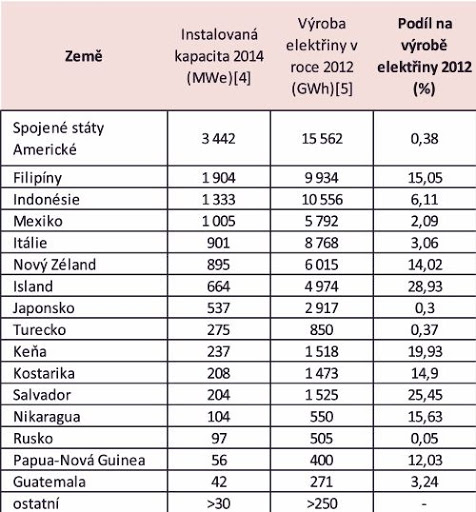 Země Instalovaná kapacita 2014 (MWe)[4] Výroba elektřiny v roce 2012 (GWh)[5] Podíl na výrobě elektřiny 2012 (%)
Spojené státy Americké 3 442 15 562 0,38
Filipíny 1 904 9 934 15,05
Indonésie 1 333 10 556 6,11
Mexiko 1 005 5 792 2,09
Itálie 901 8 768 3,06
Nový Zéland 895 6 015 14,02
Island 664 4 974 28,93
Japonsko 537 2 917 0,3
Turecko 275 850 0,37
Keňa 237 1 518 19,93
Kostarika 208 1 473 14,9
Salvador 204 1 525 25,45
Nikaragua 104 550 15,63
Rusko 97 505 0,05
Papua-Nová Guinea 56 400 12,03
Guatemala 42 271 3,24
ostatní >30 >250 -